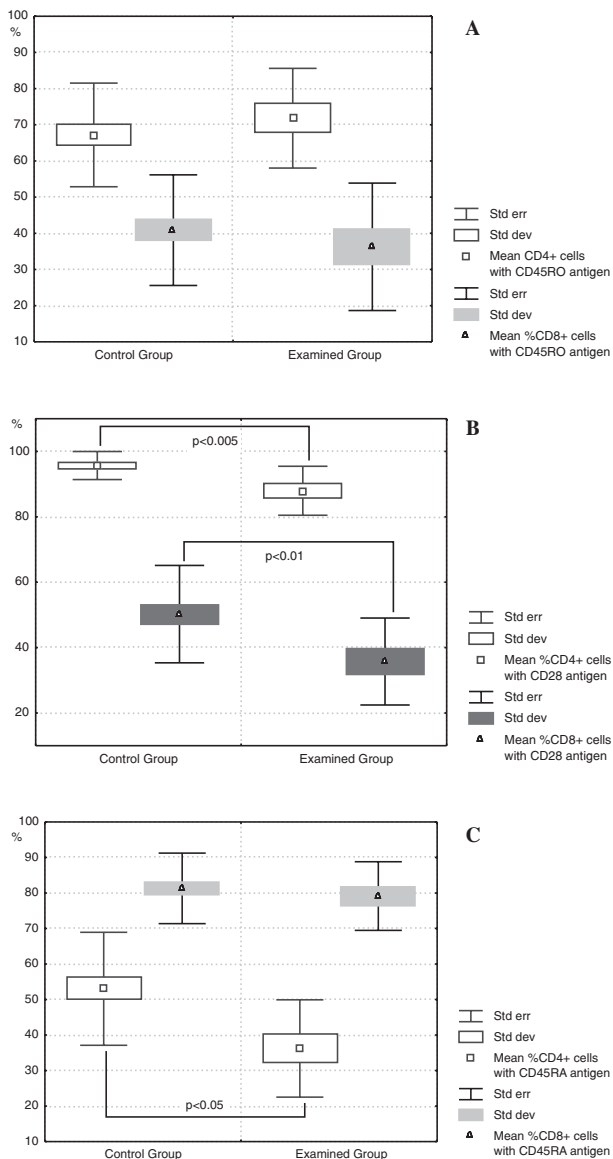 100
%
A
90
80
70
60
50
40
30
20
10
Control Group
Examined Group
Std err
Std dev
Mean CD4+ cells
with CD45RO antigen
Std err
Std dev
Mean %CD8+ cells
with CD45RO antigen
%
B
p<0.005
100
80
p<0.01
60
40
20
Control Group
Examined Group
Std err
Std dev
Mean %CD4+ cells
with CD28 antigen
Std err
Std dev
Mean %CD8+ cells
with CD28 antigen
100
%
C
90
80
70
60
50
40
30
20
p<0.05
10
Control Group
Examined Group
Std err
Std dev
Mean %CD4+ cells
with CD45RA antigen
Std err
Std dev
Mean %CD8+ cells
with CD45RA antigen